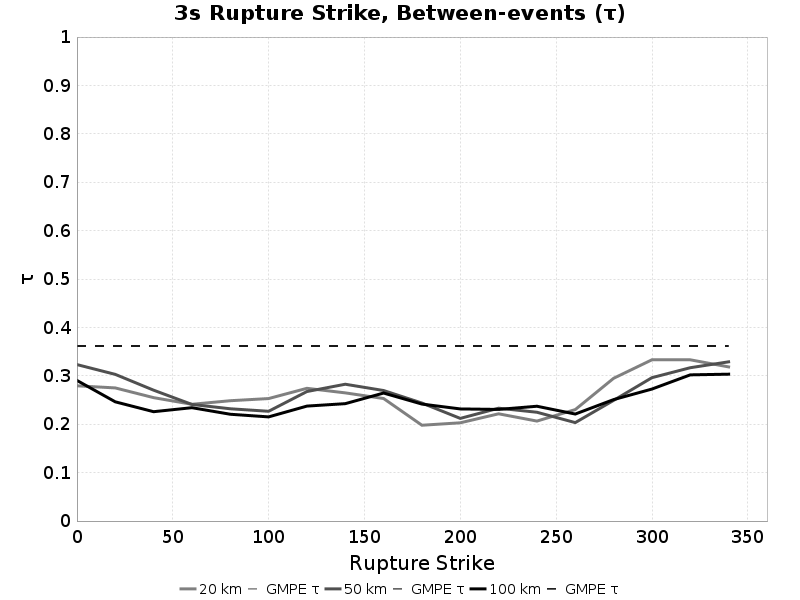 3s Rupture Strike, Between-events (τ)
1
0.9
0.8
0.7
0.6
0.5
0.4
0.3
0.2
0.1
0
τ
0 50 100 150 200 250 300 350
Rupture Strike
20 km GMPE τ 50 km GMPE τ 100 km GMPE τ